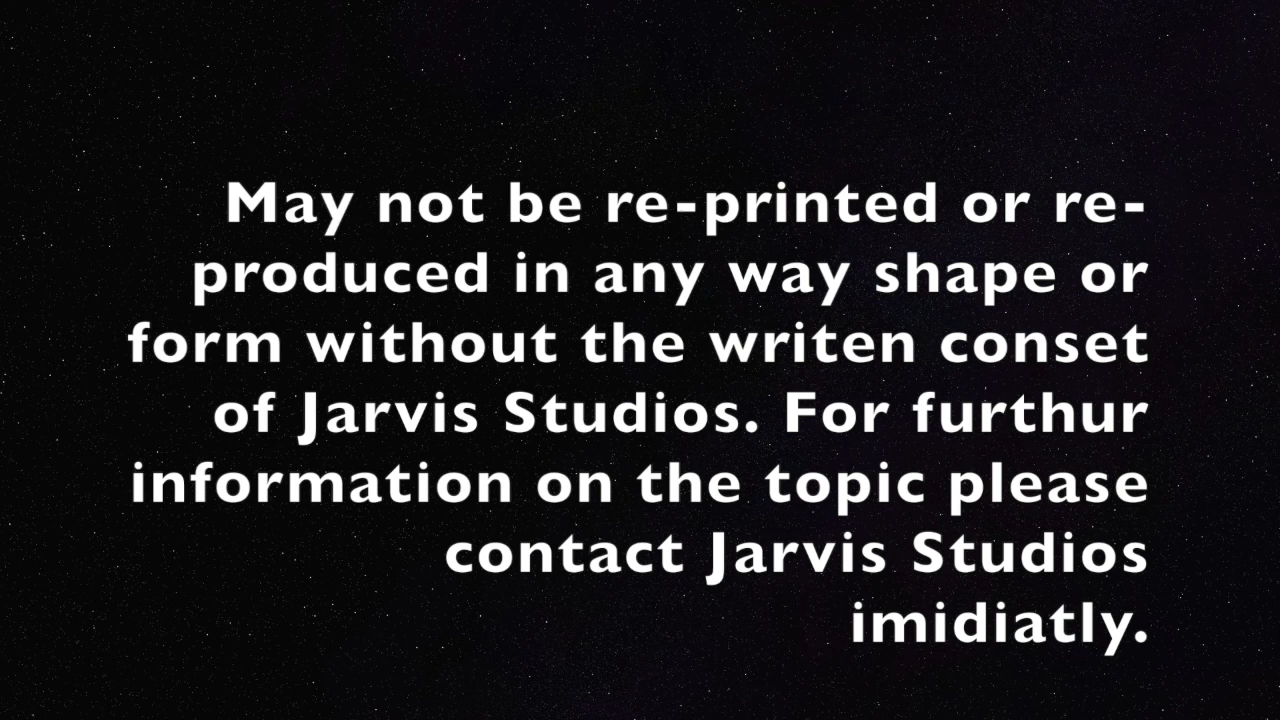 May not be re-printed or re-
produced in any way shape or
form without the writen conset
of Jarvis Studios. For furthur
information on the topic please
contact Jarvis Studios
imidiatly.